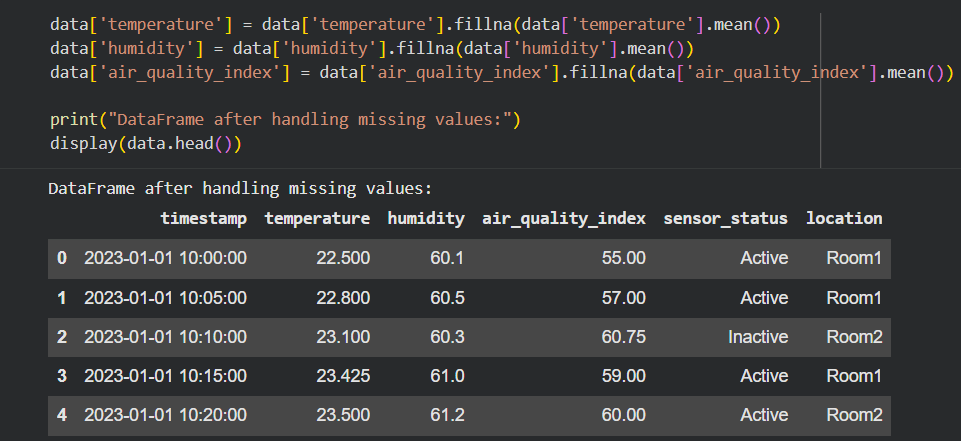 data['temperature'] = data['temperature'].fillna(data['temperature'].mean())
data['humidity'] = data['humidity'].fillna(data['humidity'].mean())
data['air_quality_index'] = data['air_quality_index'].fillna(data['air_quality_index'].mean())
print("DataFrame after handling missing values:")
display(data.head())
DataFrame after handling missing values:
timestamp temperature humidity air_quality_index sensor_status location
0 2023-01-01 10:00:00 22.500 60.1 55.00 Active Room1
1 2023-01-01 10:05:00 22.800 60.5 57.00 Active Room1
2 2023-01-01 10:10:00 23.100 60.3 60.75 Inactive Room2
3 2023-01-01 10:15:00 23.425 61.0 59.00 Active Room1
4 2023-01-01 10:20:00 23.500 61.2 60.00 Active Room2